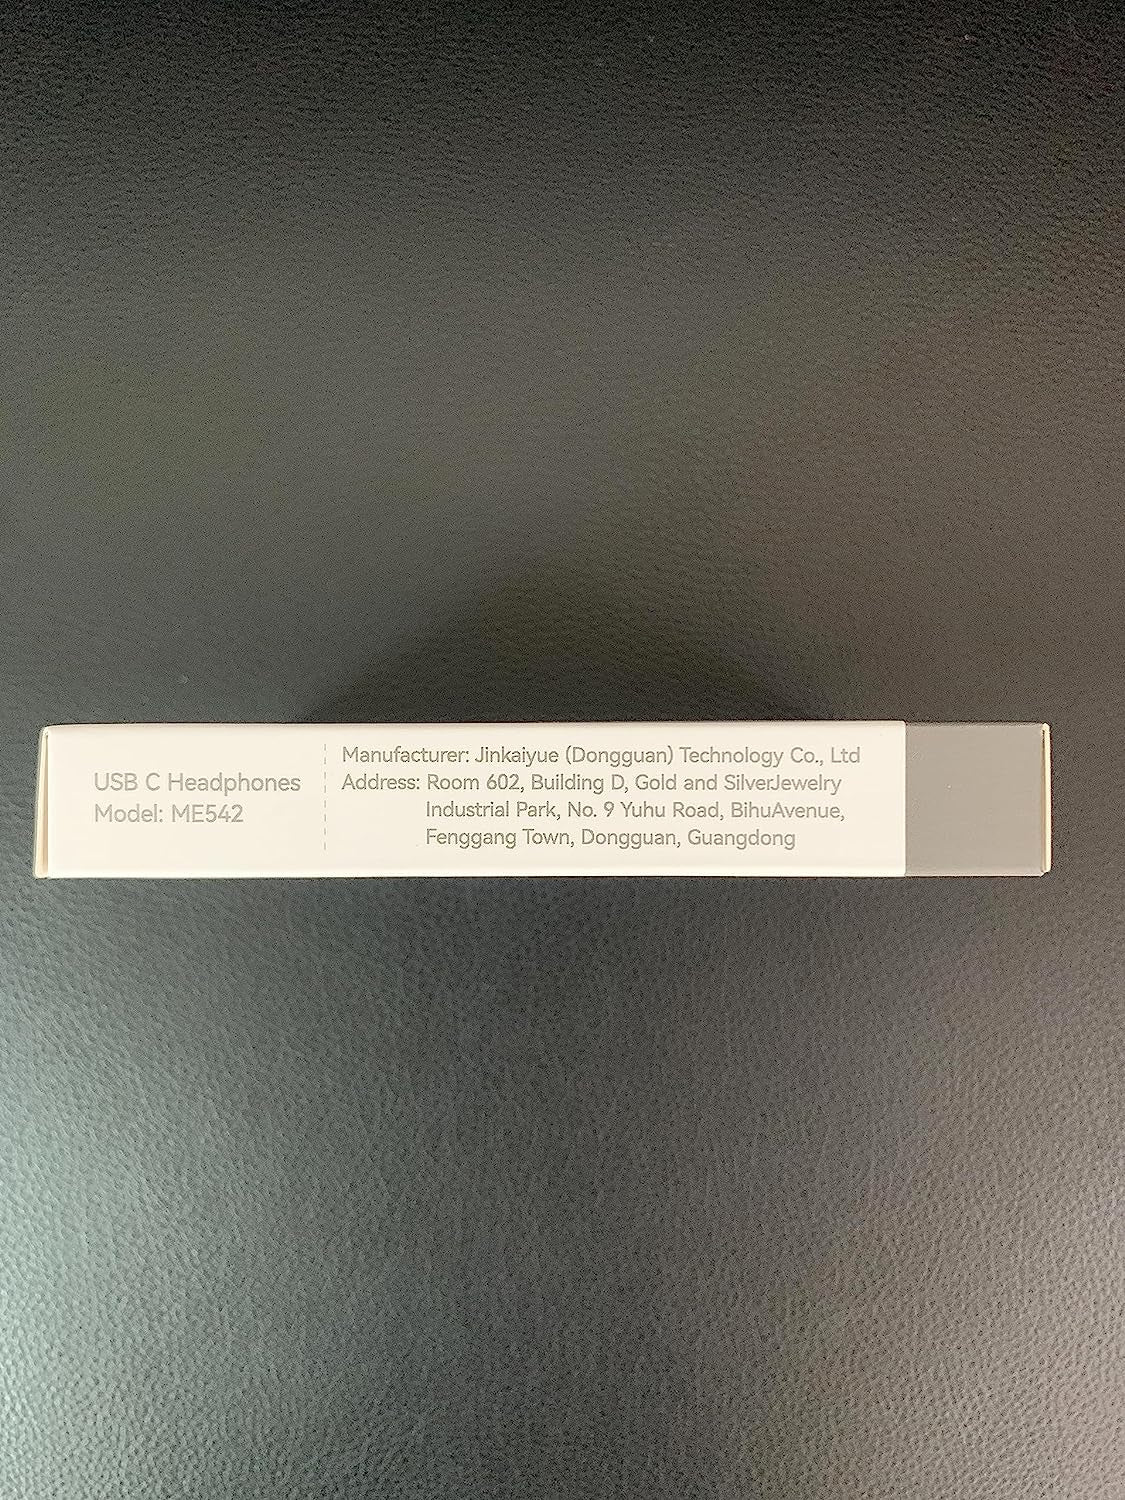 USB C Headphones
Model: ME542
Manufacturer: Jinkaiyue (Dongguan) Technology Co., Ltd
Address: Room 602, Building D, Gold and SilverJewelry
Industrial Park, No. 9 Yuhu Road, BihuAvenue,
Fenggang Town, Dongguan, Guangdong